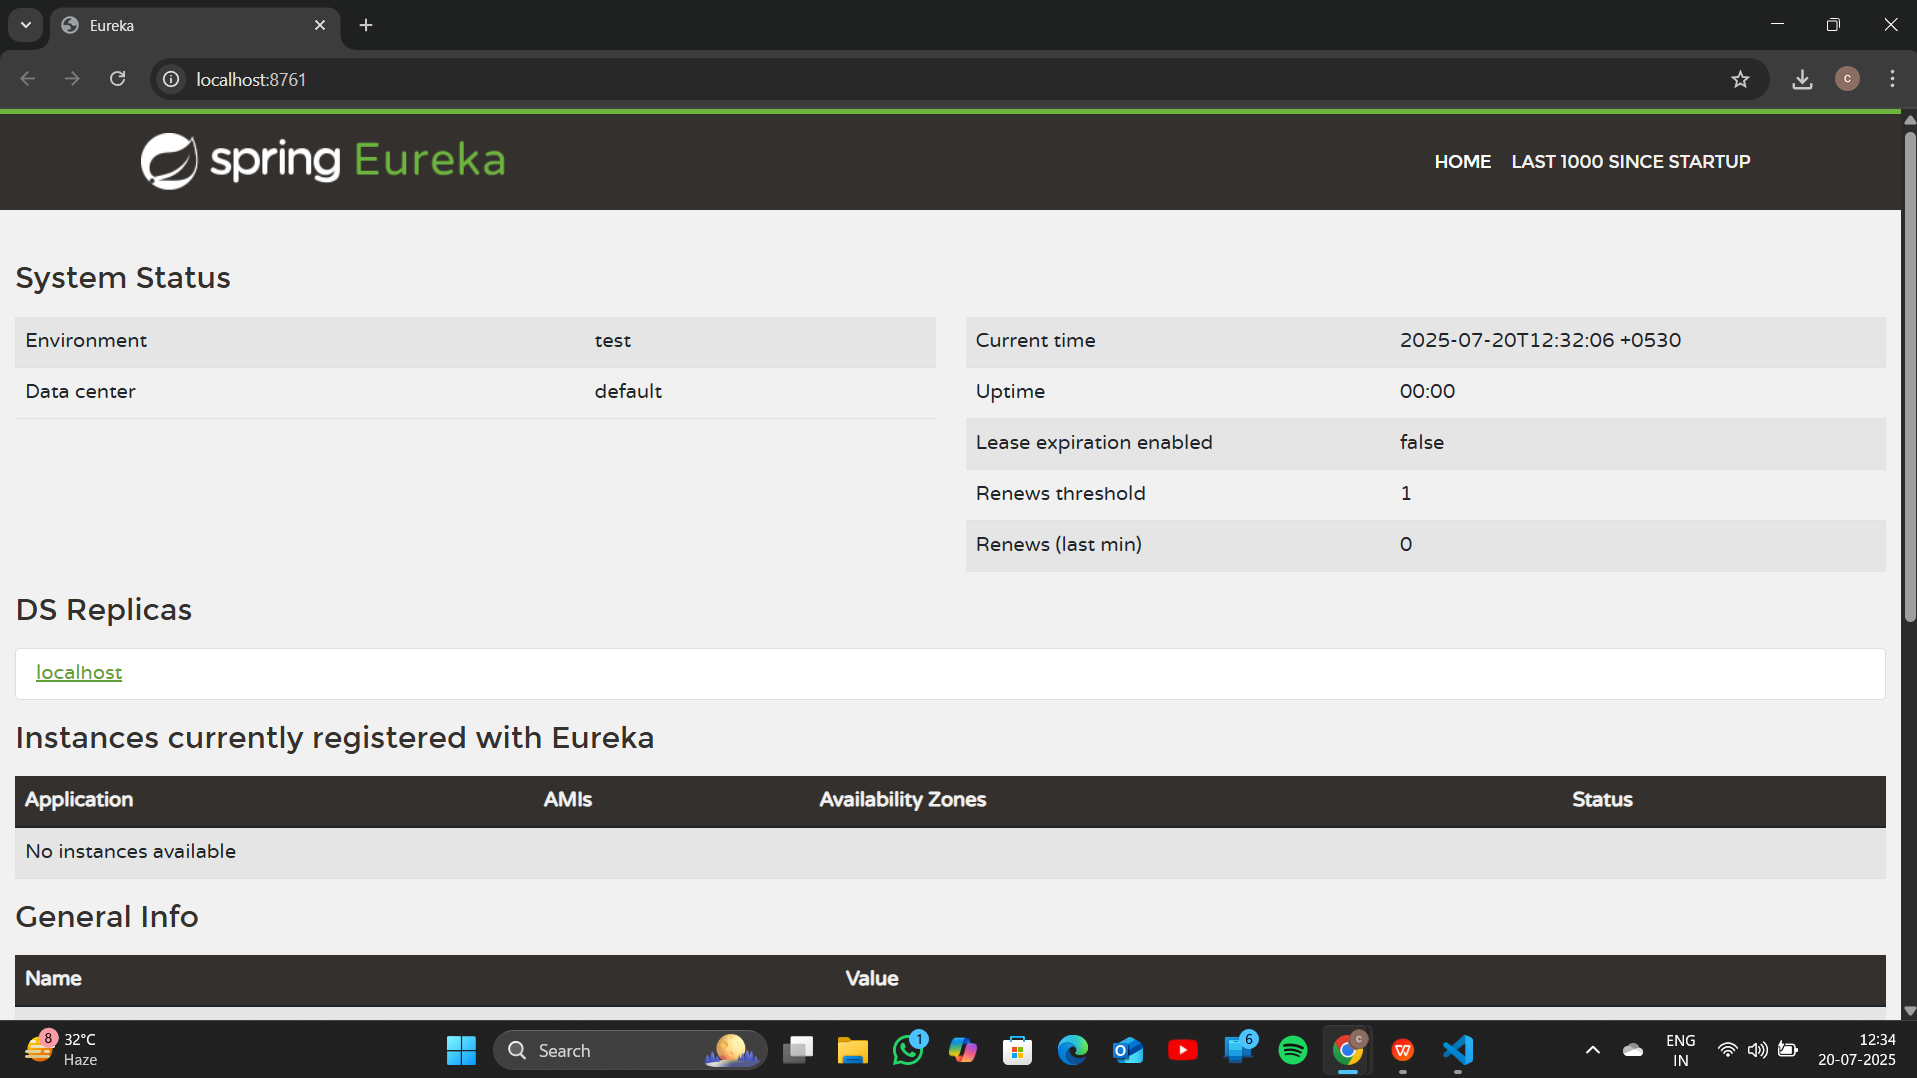 Eureka
localhost:8761
C
spring Eureka
HOME LAST 1000 SINCE STARTUP
System Status
Environment test
Data center default
Current time 2025-07-20T12:32:06 +0530
Uptime 00:00
Lease expiration enabled false
Renews threshold 1
Renews (last min) 0
DS Replicas
localhost
Instances currently registered with Eureka
Application AMIs Availability Zones Status
No instances available
General Info
Name Value
8
32°C
Haze
Search
1
6
C
ENG
IN
12:34
20-07-2025